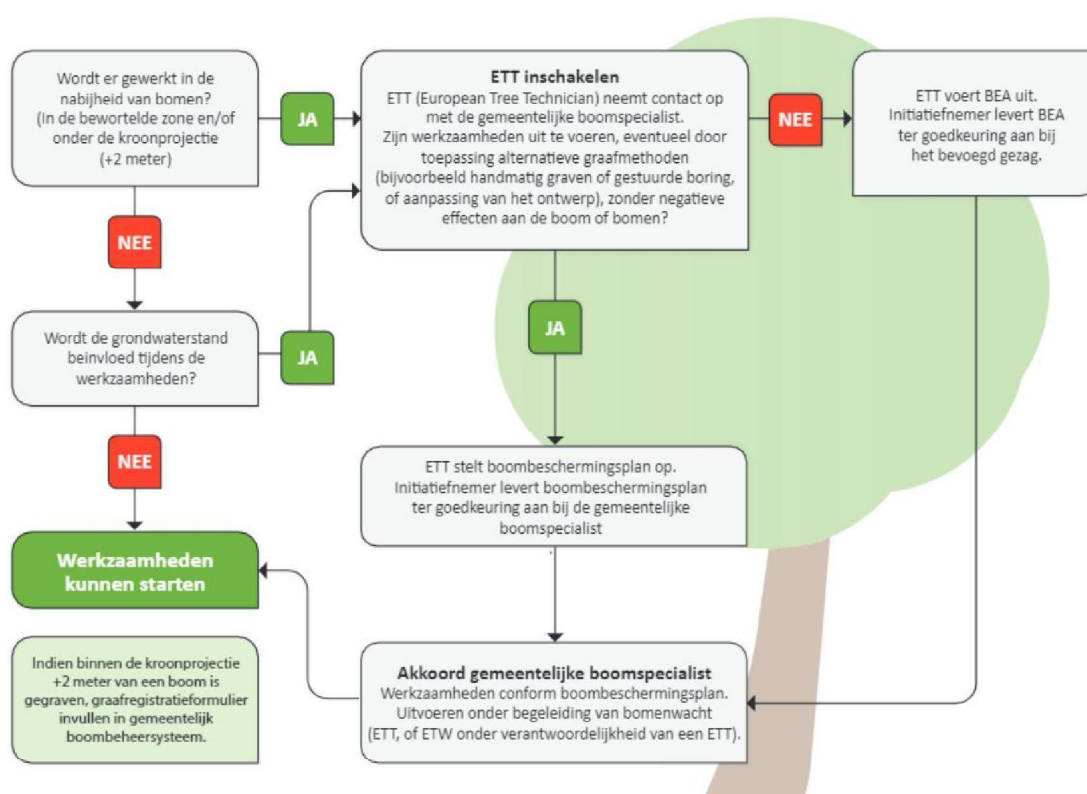 Wordt er gewerkt in de
nabijheid van bomen?
(In de bewortelde zone en/of
onder de kroonprojectie
(+2 meter)
JA
ETT inschakelen
ETT (European Tree Technician) neemt contact op
met de gemeentelijke boomspecialist.
Zijn werkzaamheden uit te voeren, eventueel door
toepassing alternatieve graafmethoden
(bijvoorbeeld handmatig graven of gestuurde boring,
of aanpassing van het ontwerp), zonder negatieve
effecten aan de boom of bomen?
NEE
ETT voert BEA uit.
Initiatiefnemer levert BEA
ter goedkeuring aan bij
het bevoegd gezag.
NEE
Wordt de grondwaterstand
beinvloed tijdens de
werkzaamheden?
JA
JA
NEE
ETT stelt boombeschermingsplan op.
Initiatiefnemer levert boombeschermingsplan
ter goedkeuring aan bij de gemeentelijke
boomspecialist
Werkzaamheden
kunnen starten
Indien binnen de kroonprojectie
+2 meter van een boom is
gegraven, graafregistratieformulier
invullen in gemeentelijk
boombeheersysteem.
Akkoord gemeentelijke boomspecialist
Werkzaamheden conform boombeschermingsplan.
Uitvoeren onder begeleiding van bomenwacht
(ETT, of ETW onder verantwoordelijkheid van een ETT).